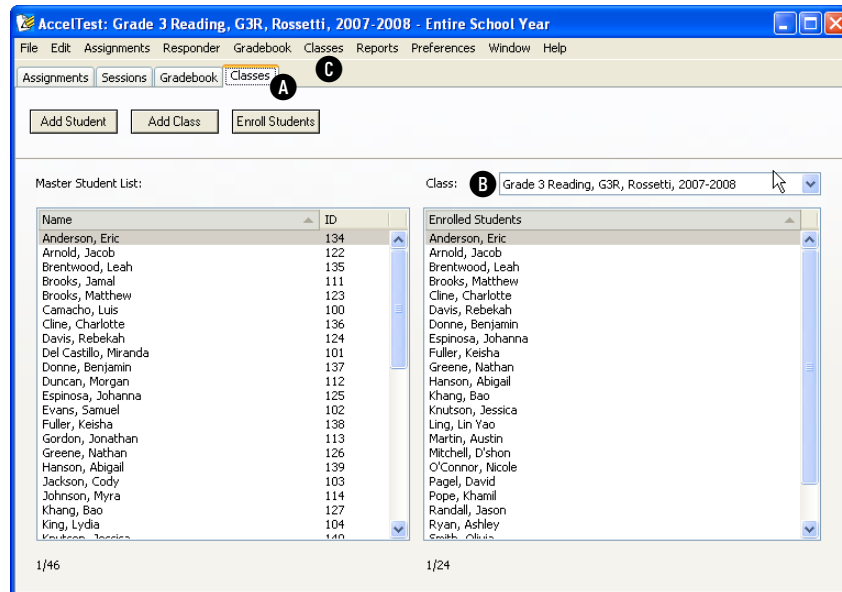 AccelTest: Grade 3 Reading, G3R, Rossetti, 2007-2008 - Entire School Year
File Edit Assignments Responder Gradebook Classes Reports Preferences Window Help
C
Assignments Sessions Gradebook Classes
A
Add Student Add Class Enroll Students
Master Student List:
Class: B Grade 3 Reading, G3R, Rossetti, 2007-2008
Name ID
Anderson, Eric 134
Arnold, Jacob 122
Brentwood, Leah 135
Brooks, Jamal 111
Brooks, Matthew 123
Camacho, Luis 100
Cline, Charlotte 136
Davis, Rebekah 124
Del Castillo, Miranda 101
Donne, Benjamin 137
Duncan, Morgan 112
Espinosa, Johanna 125
Evans, Samuel 102
Fuller, Keisha 138
Gordon, Jonathan 113
Greene, Nathan 126
Hanson, Abigail 139
Jackson, Cody 103
Johnson, Myra 114
Khang, Bao 127
King, Lydia 104
Knutson, Jessica 140
1/46
Enrolled Students
Anderson, Eric
Arnold, Jacob
Brentwood, Leah
Brooks, Matthew
Cline, Charlotte
Davis, Rebekah
Donne, Benjamin
Espinosa, Johanna
Fuller, Keisha
Greene, Nathan
Hanson, Abigail
Khang, Bao
Knutson, Jessica
Ling, Lin Yao
Martin, Austin
Mitchell, D'shon
O'Connor, Nicole
Pagel, David
Pope, Khamil
Randall, Jason
Ryan, Ashley
Smith, Olivia
1/24